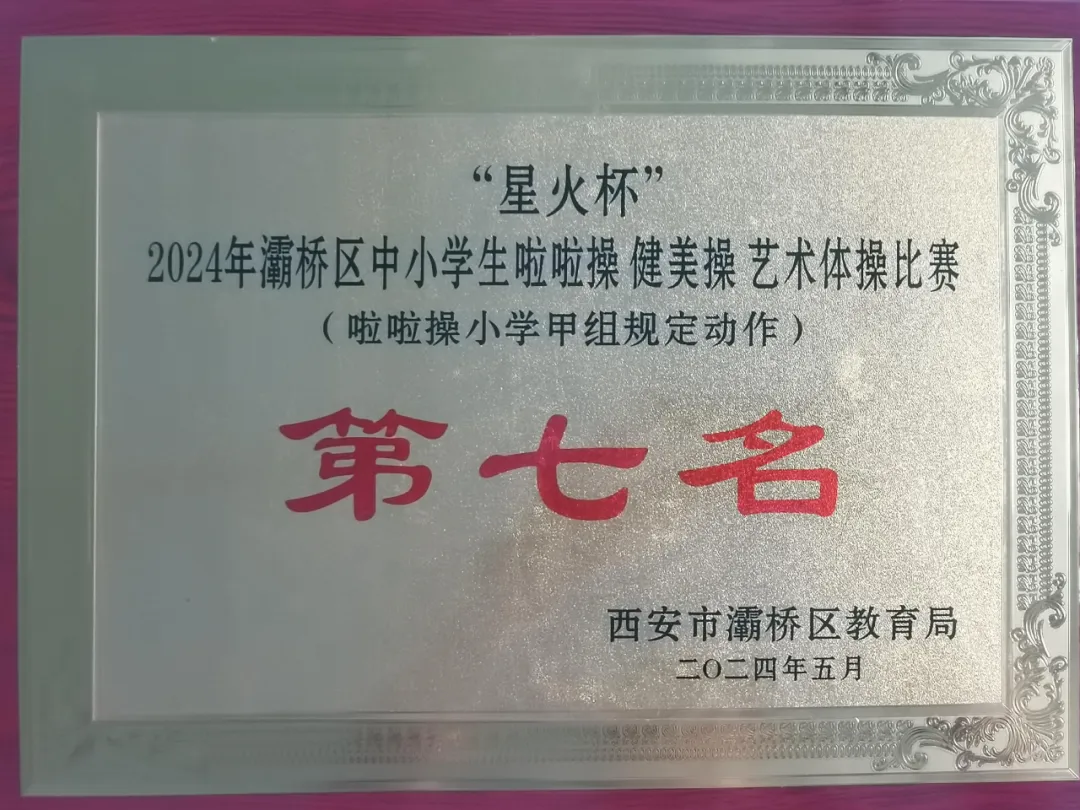 “星火杯”
2024年灞桥区中小学生啦啦操 健美操 艺术体操比赛
（啦啦操小学甲组规定动作）
第七名
西安市灞桥区教育局
二〇二四年五月